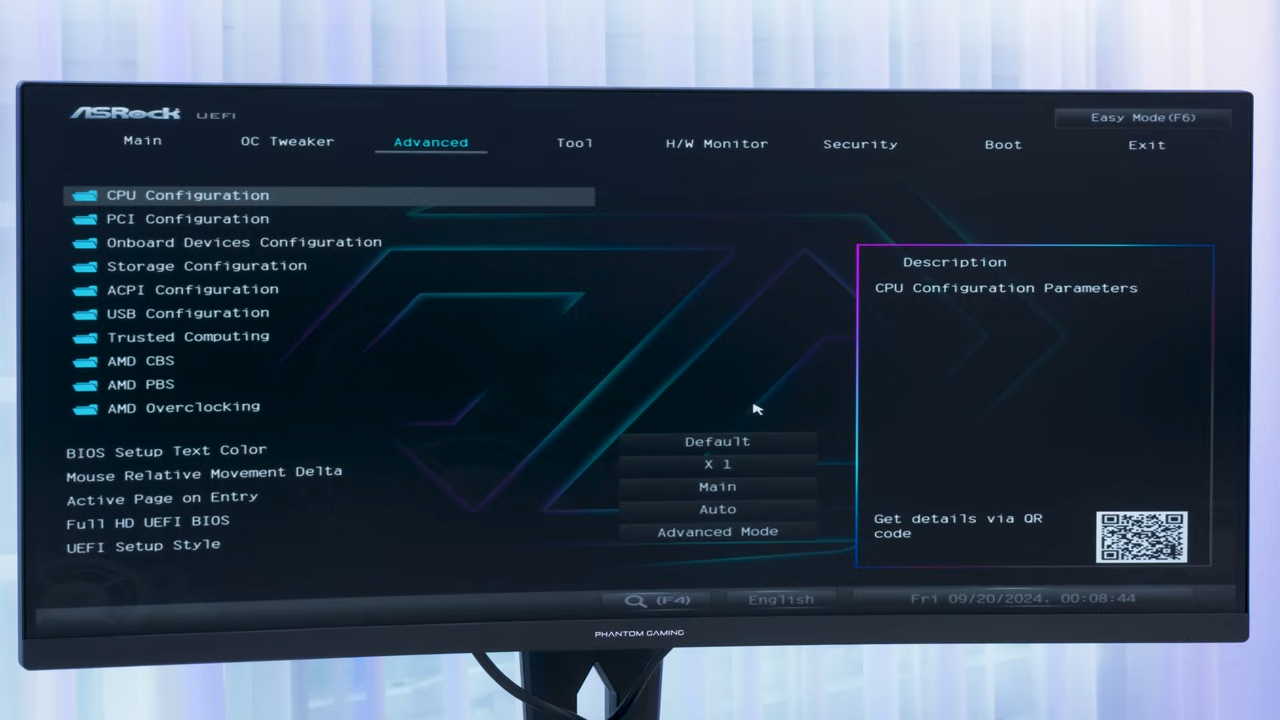 ASRock UEFI
Easy Mode(F6)
Main OC Tweaker Advanced Tool H/W Monitor Security Boot Exit
CPU Configuration
PCI Configuration
Onboard Devices Configuration
Storage Configuration
ACPI Configuration
USB Configuration
Trusted Computing
AMD CBS
AMD PBS
AMD Overclocking
BIOS Setup Text Color Default
Mouse Relative Movement Delta X 1
Active Page on Entry Main
Full HD UEFI BIOS Auto
UEFI Setup Style Advanced Mode
Description
CPU Configuration Parameters
Get details via QR
code
(F4) English Fri 09/20/2024. 00:08:44
PHANTOM GAMING